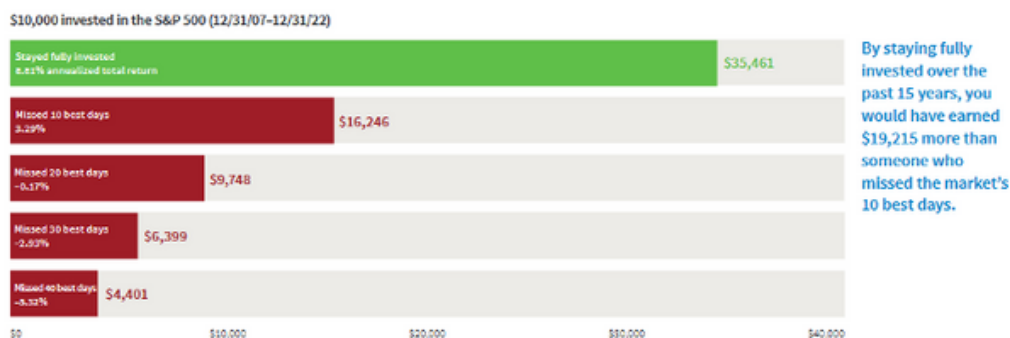 $10,000 invested in the S&P 500 (12/31/07–12/31/22)
Stayed fully invested
8.81% annualized total return
$35,461
Missed 10 best days
3.29%
$16,246
Missed 20 best days
–0.17%
$9,748
Missed 30 best days
–2.93%
$6,399
Missed 40 best days
–5.32%
$4,401
$0 $10,000 $20,000 $30,000 $40,000
By staying fully
invested over the
past 15 years, you
would have earned
$19,215 more than
someone who
missed the market's
10 best days.